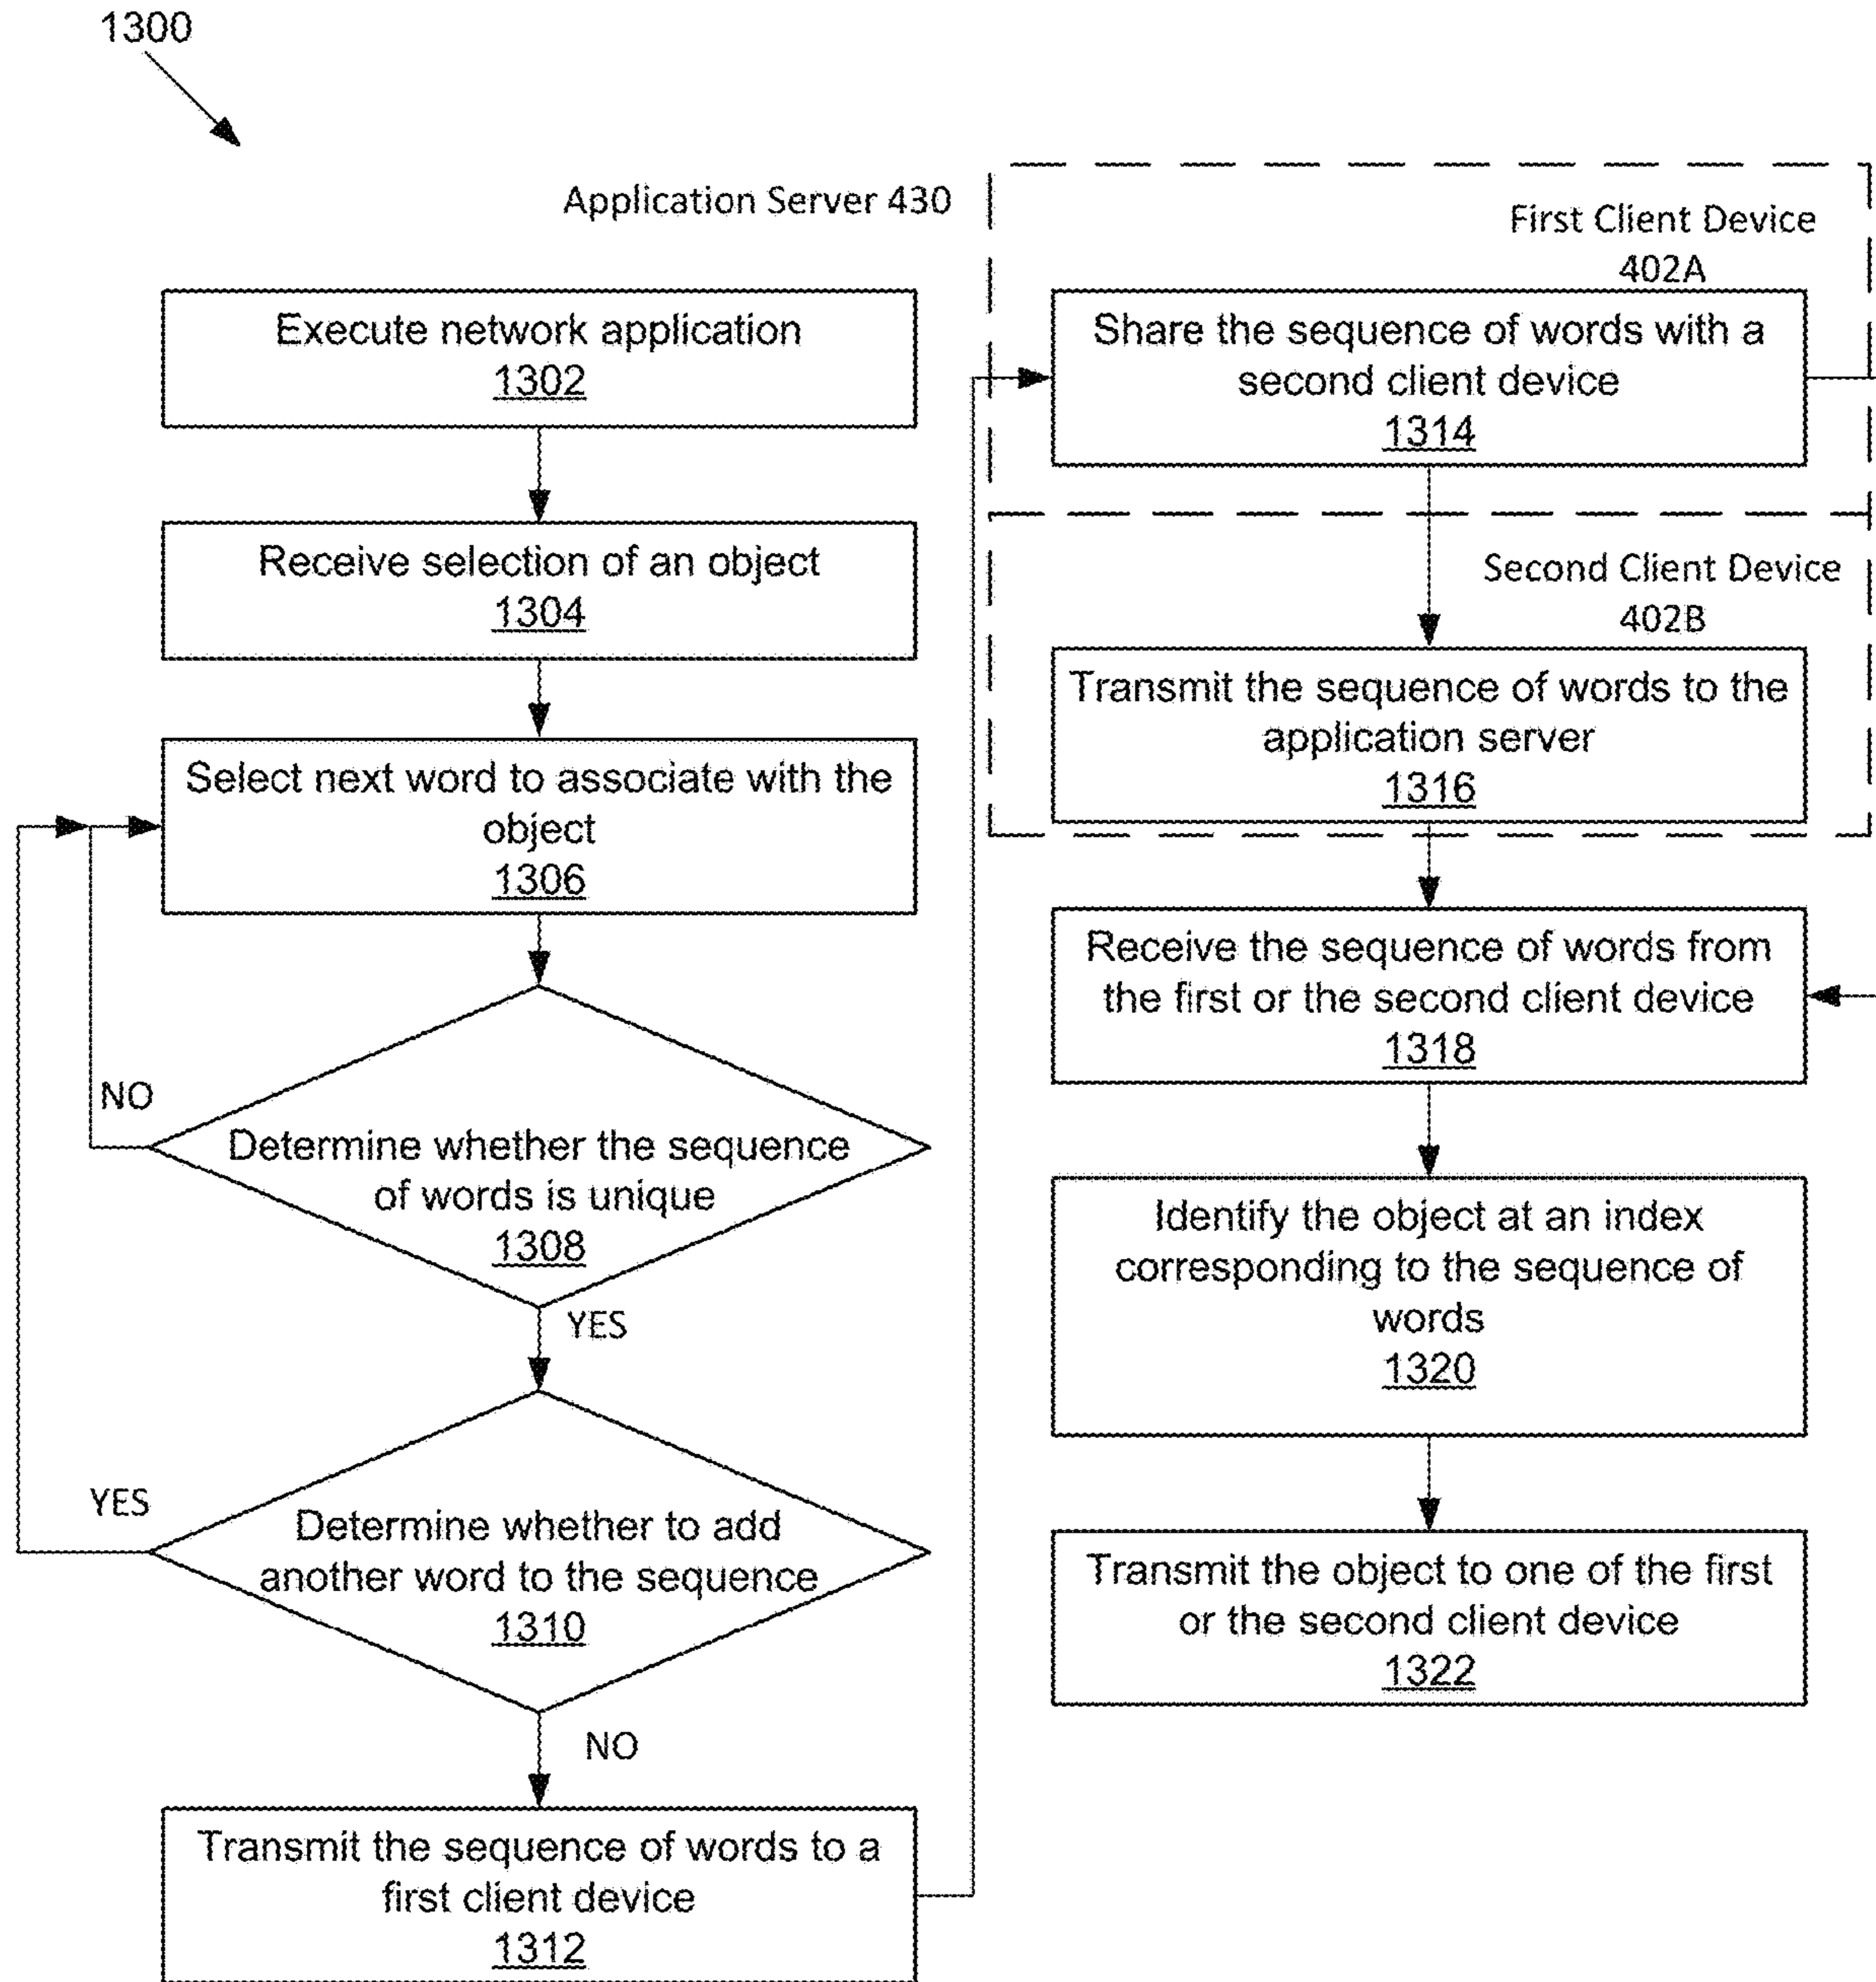 1300
Application Server 430
Execute network application
1302
Receive selection of an object
1304
Select next word to associate with the
object
1306
NO
Determine whether the sequence
of words is unique
1308
YES
YES
Determine whether to add
another word to the sequence
1310
NO
Transmit the sequence of words to a
first client device
1312
First Client Device
402A
Share the sequence of words with a
second client device
1314
Second Client Device
402B
Transmit the sequence of words to the
application server
1316
Receive the sequence of words from
the first or the second client device
1318
Identify the object at an index
corresponding to the sequence of
words
1320
Transmit the object to one of the first
or the second client device
1322